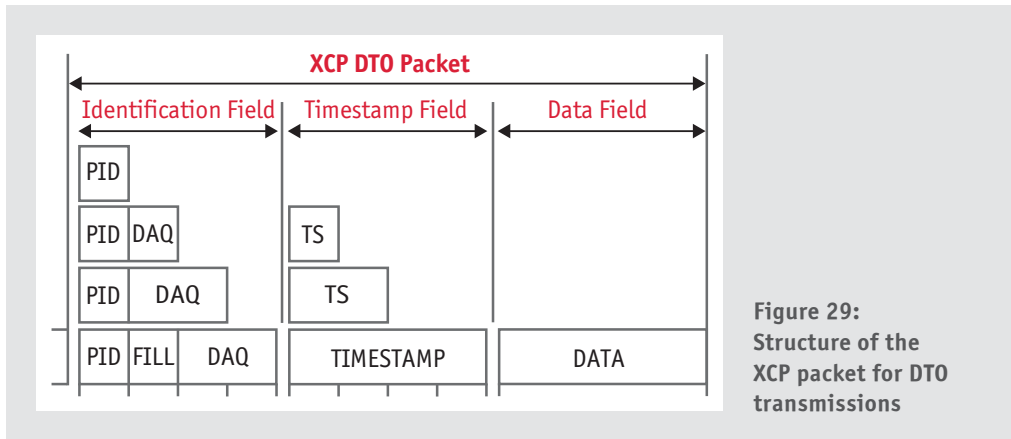 XCP DTO Packet
Identification Field Timestamp Field Data Field
PID
PID DAQ TS
PID DAQ TS
PID FILL DAQ TIMESTAMP DATA
Figure 29:
Structure of the
XCP packet for DTO
transmissions